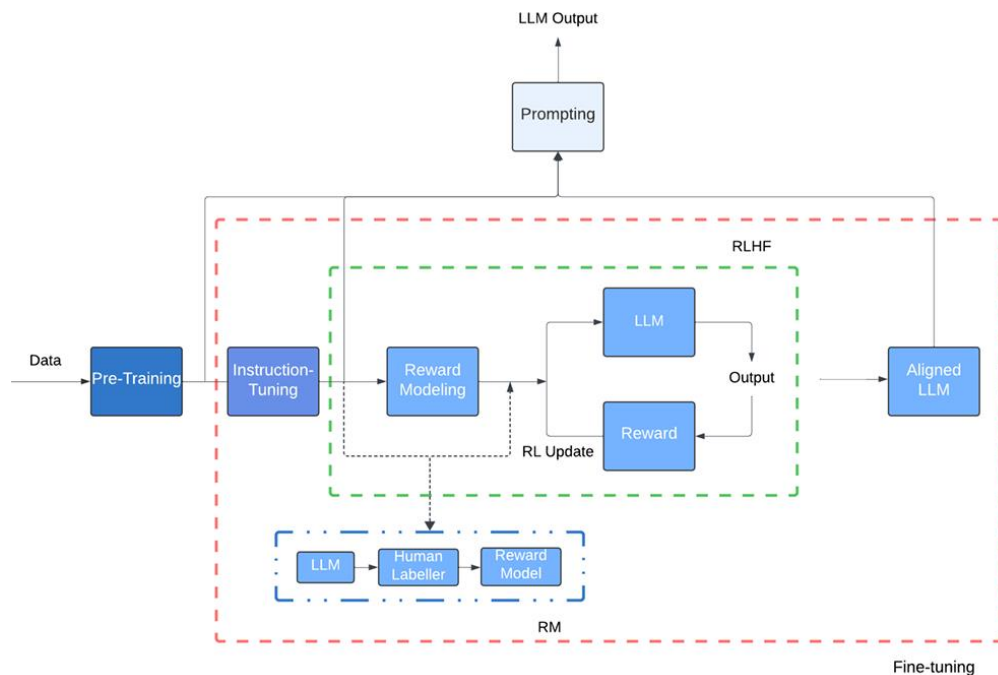 LLM Output
Prompting
RLHF
LLM
Data
Pre-Training
Instruction-
Tuning
Reward
Modeling
Output
Aligned
LLM
Reward
RL Update
LLM
Human
Labeller
Reward
Model
RM
Fine-tuning